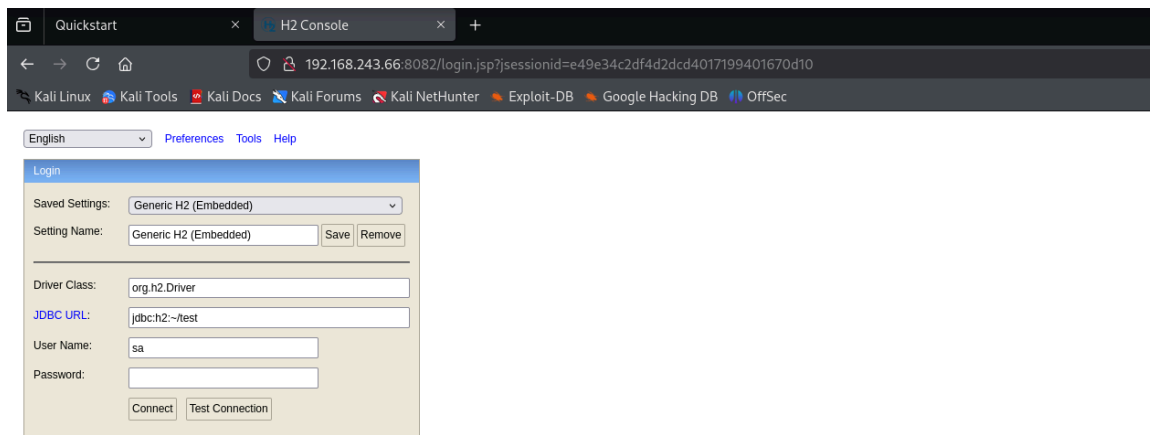 Quickstart
H2 Console
192.168.243.66:8082/login.jsp?jsessionid=e49e34c2df4d2dcd4017199401670d10
Kali Linux Kali Tools Kali Docs Kali Forums Kali NetHunter Exploit-DB Google Hacking DB OffSec
English Preferences Tools Help
Login
Saved Settings: Generic H2 (Embedded)
Setting Name: Generic H2 (Embedded) Save Remove
Driver Class: org.h2.Driver
JDBC URL: jdbc:h2:~/test
User Name: sa
Password:
Connect Test Connection